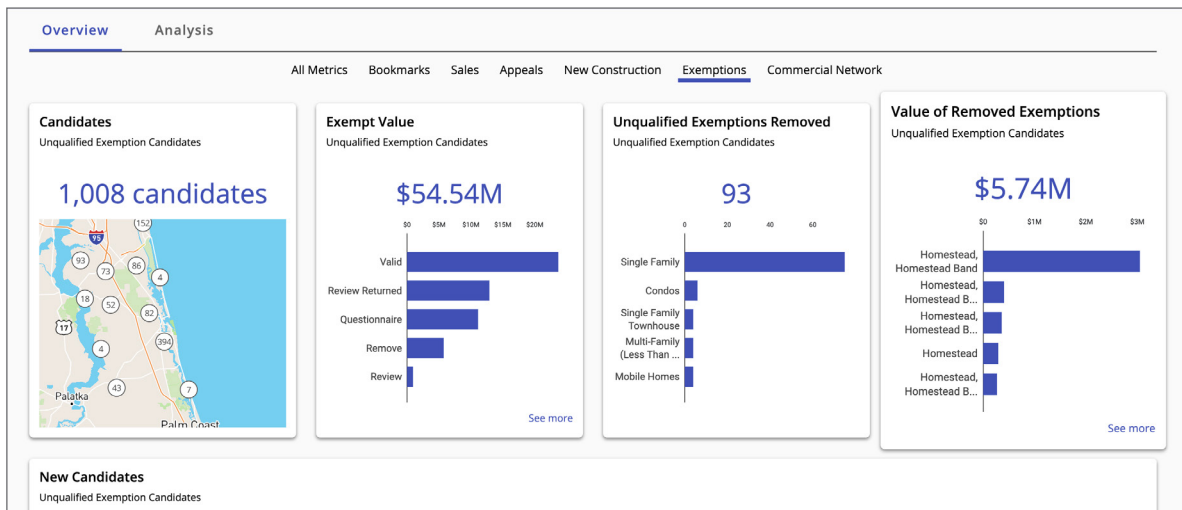 Overview Analysis
All Metrics Bookmarks Sales Appeals New Construction Exemptions Commercial Network
Candidates
Unqualified Exemption Candidates
1,008 candidates
152
95
93
73
86
4
18
52
82
17
394
4
43
7
Palatka
Palm Coast
Exempt Value
Unqualified Exemption Candidates
$54.54M
$0 $5M $10M $15M $20M
Valid
Review Returned
Questionnaire
Remove
Review
See more
Unqualified Exemptions Removed
Unqualified Exemption Candidates
93
0 20 40 60
Single Family
Condos
Single Family
Townhouse
Multi-Family
(Less Than ...
Mobile Homes
Value of Removed Exemptions
Unqualified Exemption Candidates
$5.74M
$0 $1M $2M $3M
Homestead,
Homestead Band
Homestead,
Homestead B...
Homestead,
Homestead B...
Homestead
Homestead,
Homestead B...
See more
New Candidates
Unqualified Exemption Candidates